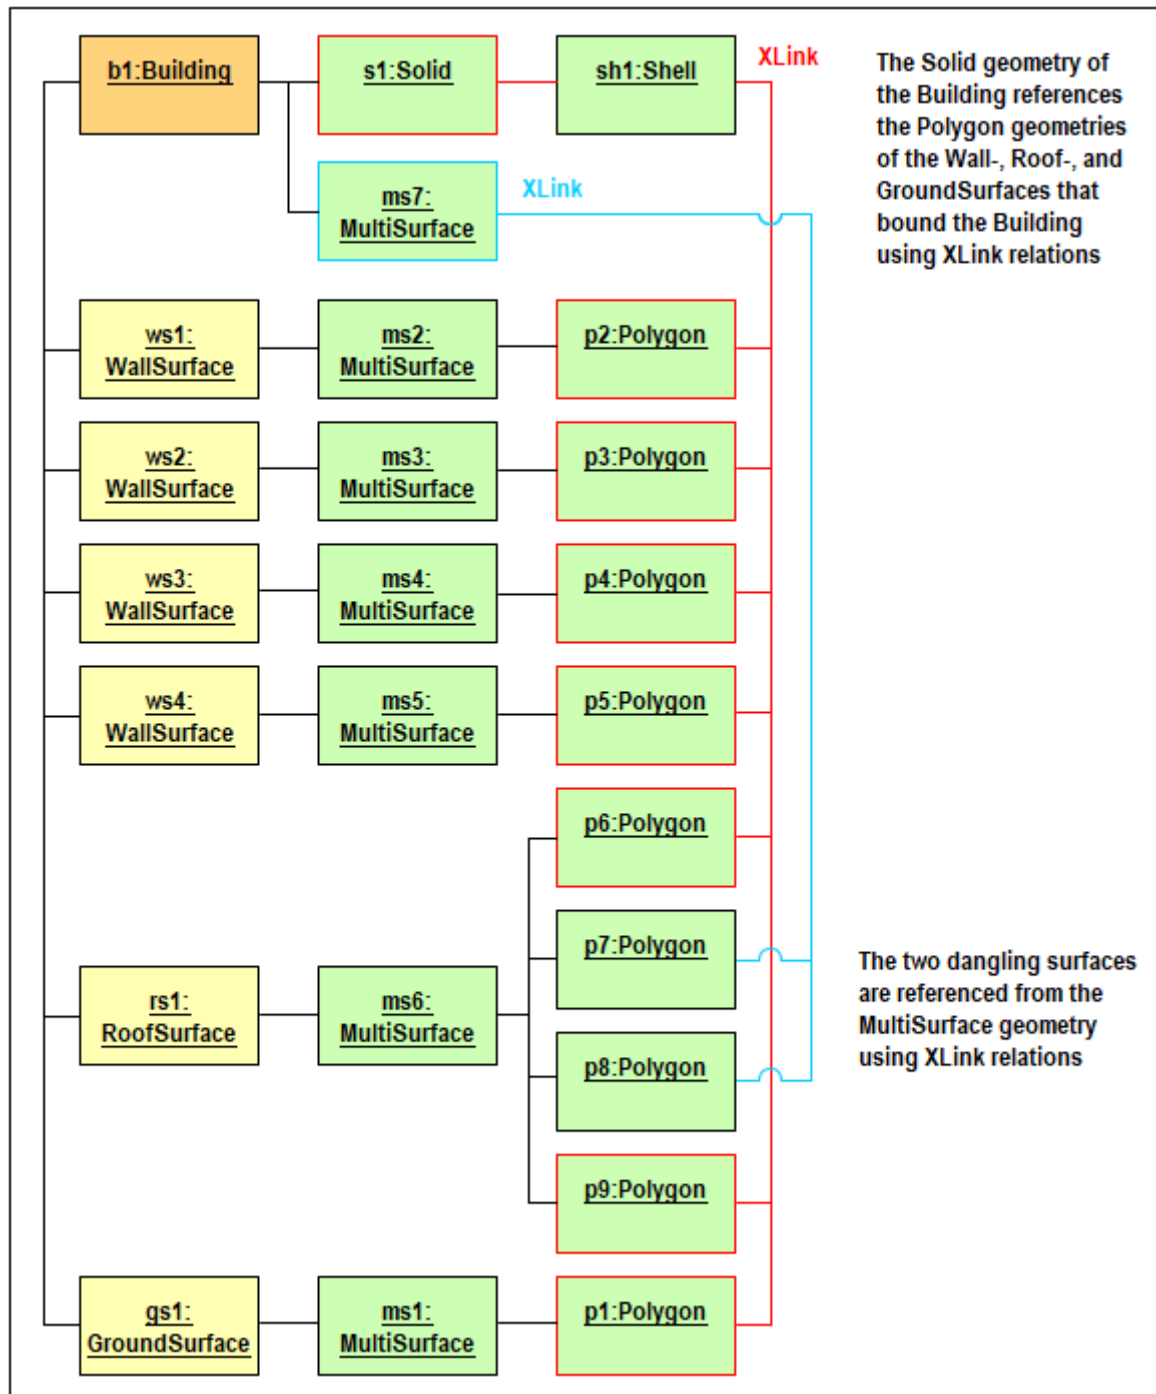 b1:Building
s1:Solid
sh1:Shell
XLink
The Solid geometry of
the Building references
the Polygon geometries
of the Wall-, Roof-, and
GroundSurfaces that
bound the Building
using XLink relations
ms7:
MultiSurface
XLink
ws1:
WallSurface
ms2:
MultiSurface
p2:Polygon
ws2:
WallSurface
ms3:
MultiSurface
p3:Polygon
ws3:
WallSurface
ms4:
MultiSurface
p4:Polygon
ws4:
WallSurface
ms5:
MultiSurface
p5:Polygon
p6:Polygon
p7:Polygon
The two dangling surfaces
are referenced from the
MultiSurface geometry
using XLink relations
rs1:
RoofSurface
ms6:
MultiSurface
p8:Polygon
p9:Polygon
gs1:
GroundSurface
ms1:
MultiSurface
p1:Polygon